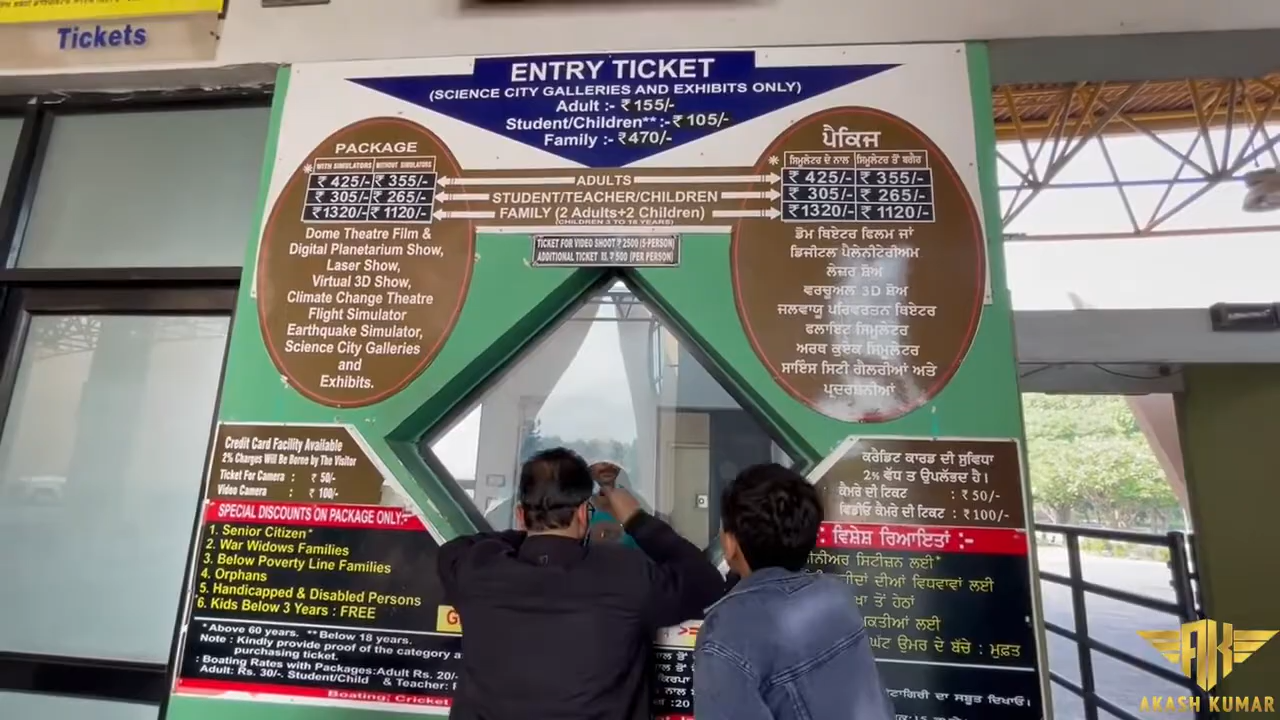 Tickets
ENTRY TICKET
(SCIENCE CITY GALLERIES AND EXHIBITS ONLY)
Adult :- ₹155/-
Student/Children** :-₹105/-
Family :-₹470/-
PACKAGE
* WITH SIMULATORS WITHOUT SIMULATORS
₹ 425/- ₹ 355/-
₹ 305/- ₹ 265/-
₹1320/- ₹ 1120/-
Dome Theatre Film &
Digital Planetarium Show,
Laser Show,
Virtual 3D Show,
Climate Change Theatre
Flight Simulator
Earthquake Simulator,
Science City Galleries
and
Exhibits.
ADULTS
STUDENT/TEACHER/CHILDREN
FAMILY (2 Adults+2 Children)
(CHILDREN 3 TO 18 YEARS)
TICKET FOR VIDEO SHOOT ₹ 2500 (5-PERSON)
ADDITIONAL TICKET ₹ 500 (PER PERSON)
ਪੈਕਿਜ
* ਸਿਮੂਲੇਟਰ ਦੇ ਨਾਲ ਸਿਮੂਲੇਟਰ ਤੋਂ ਬਗੈਰ
₹ 425/- ₹ 355/-
₹ 305/- ₹ 265/-
₹1320/- ₹ 1120/-
ਡੋਮ ਥਿਏਟਰ ਫਿਲਮ ਜਾਂ
ਡਿਜੀਟਲ ਪਲੈਨੀਟੇਰੀਅਮ
ਲੇਜ਼ਰ ਸ਼ੋਅ
ਵਰਚੂਅਲ 3D ਸ਼ੋਅ
ਜਲਵਾਯੂ ਪਰਿਵਰਤਨ ਥਿਏਟਰ
ਫਲਾਇਟ ਸਿਮੂਲੇਟਰ
ਅਰਥ ਕੁਏਕ ਸਿਮੂਲੇਟਰ
ਸਾਇੰਸ ਸਿਟੀ ਗੈਲਰੀਆਂ ਅਤੇ
ਪ੍ਰਦਰਸ਼ਨੀਆਂ
Credit Card Facility Available
2% Charges Will Be Borne by The Visitor
Ticket For Camera : ₹ 50/-
Video Camera : ₹ 100/-
SPECIAL DISCOUNTS ON PACKAGE ONLY:-
1. Senior Citizen*
2. War Widows Families
3. Below Poverty Line Families
4. Orphans
5. Handicapped & Disabled Persons
*6. Kids Below 3 Years : FREE
*Above 60 years. **Below 18 years.
Note : Kindly provide proof of the category a
purchasing ticket.
: Boating Rates with Packages:Adult Rs. 20/-
Adult: Rs. 30/- Student/Child & Teacher:
Boating: Cricket
ਕਰੈਡਿਟ ਕਾਰਡ ਦੀ ਸੁਵਿਧਾ
2% ਵੱਧ ਤੇ ਉਪਲੱਭਦ ਹੈ।
ਕੈਮਰੇ ਦੀ ਟਿਕਟ : ₹ 50/-
ਵਿਡੀਓ ਕੈਮਰੇ ਦੀ ਟਿਕਟ : ₹ 100/-
: ਵਿਸ਼ੇਸ਼ ਰਿਆਇਤਾਂ :-
ਸਿਟੀਜ਼ਨ ਲਈ*
ਦੀਆਂ ਵਿਧਵਾਵਾਂ ਲਈ
ਤੋਂ ਹੇਠਾਂ
ਲਈ
ਘੱਟ ਉਮਰ ਦੇ ਬੱਚੇ : ਮੁਫ਼ਤ
ਦਾ ਸਬੂਤ ਦਿਖਾਓ।
AK
AKASH KUMAR